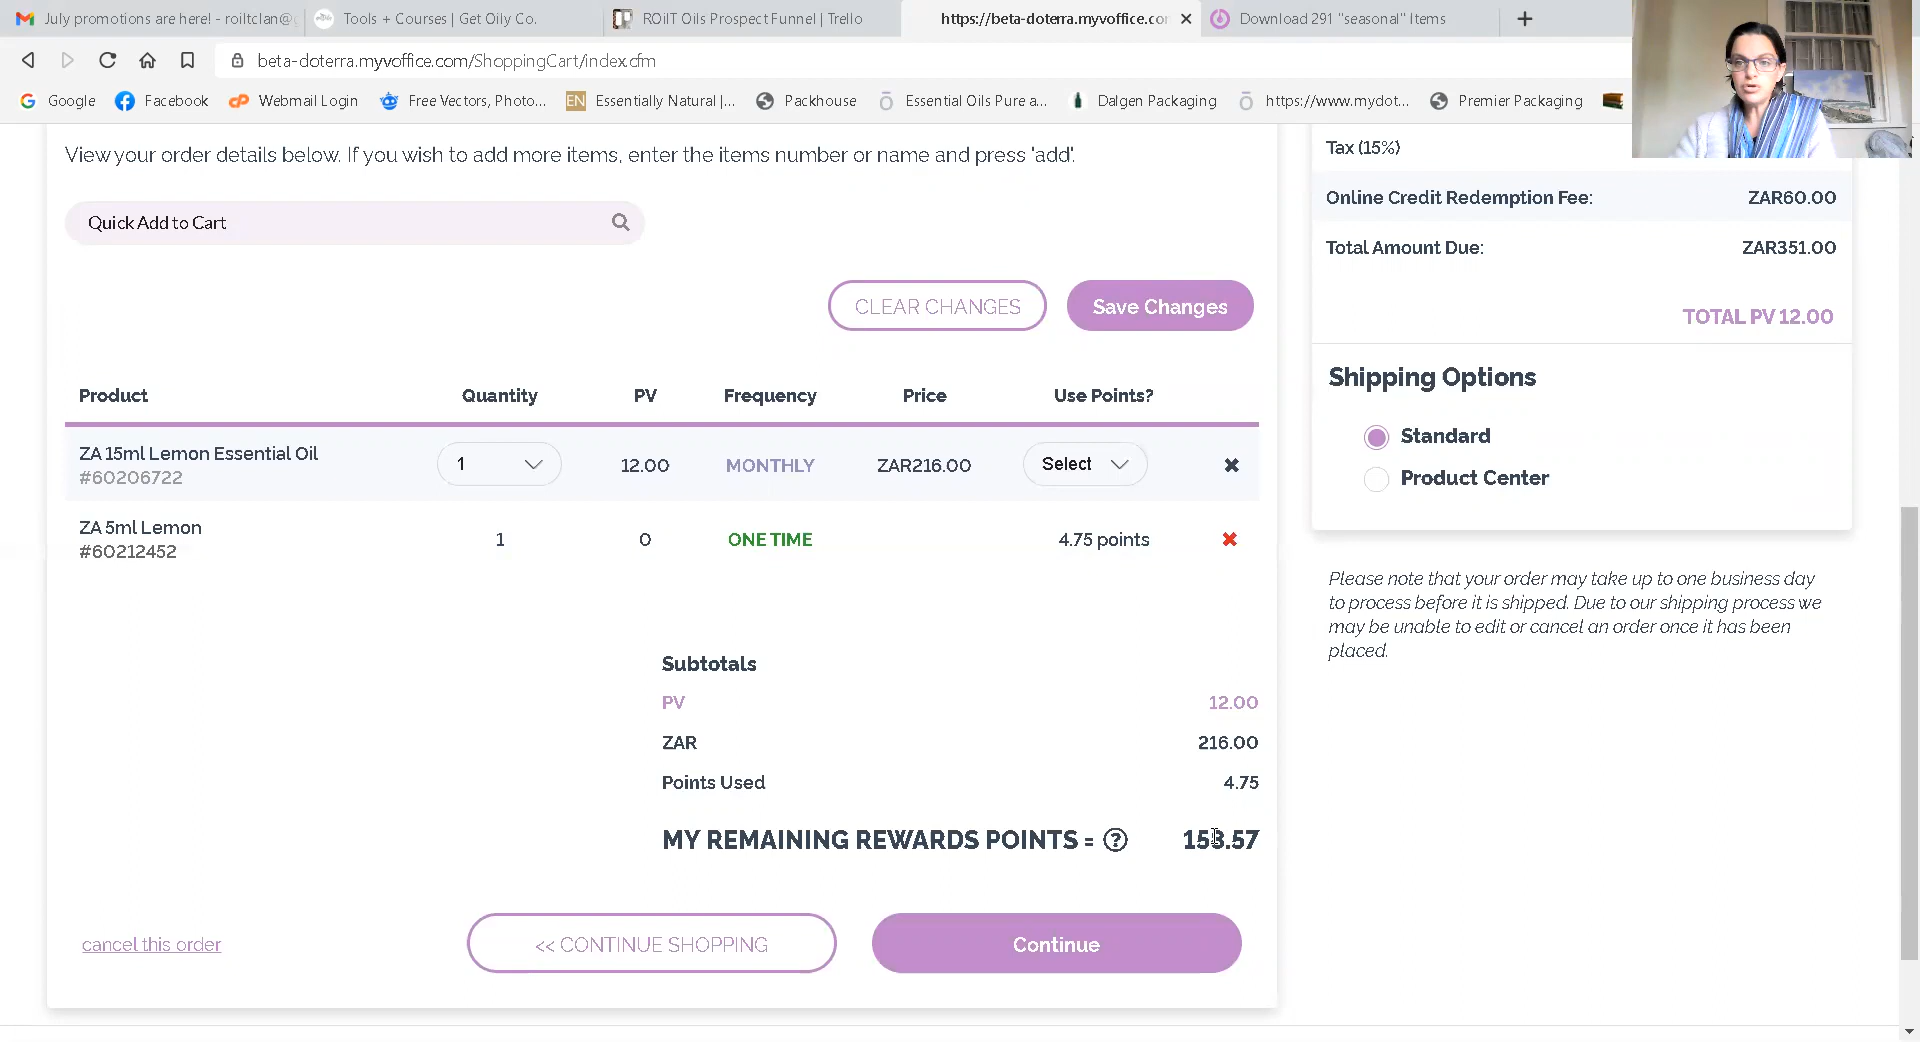 July promotions are here! - roiltclan@
Tools + Courses | Get Oily Co.
ROilT Oils Prospect Funnel | Trello
https://beta-doterra.myvoffice.co
Download 291 "seasonal" Items
beta-doterra.myvoffice.com/ShoppingCart/index.cfm
Google
Facebook
Webmail Login
Free Vectors, Photo...
EN
Essentially Natural |...
Packhouse
Essential Oils Pure a...
Dalgen Packaging
https://www.mydot...
Premier Packaging
View your order details below. If you wish to add more items, enter the items number or name and press 'add'.
Quick Add to Cart
CLEAR CHANGES
Save Changes
Product Quantity PV Frequency Price Use Points?
ZA 15ml Lemon Essential Oil
#60206722
1 12.00 MONTHLY ZAR216.00 Select
ZA 5ml Lemon
#60212452
1 0 ONE TIME 4.75 points
Subtotals
PV 12.00
ZAR 216.00
Points Used 4.75
MY REMAINING REWARDS POINTS = ? 153.57
cancel this order
<< CONTINUE SHOPPING
Continue
Tax (15%)
Online Credit Redemption Fee: ZAR60.00
Total Amount Due: ZAR351.00
TOTAL PV 12.00
Shipping Options
Standard
Product Center
Please note that your order may take up to one business day
to process before it is shipped. Due to our shipping process we
may be unable to edit or cancel an order once it has been
placed.